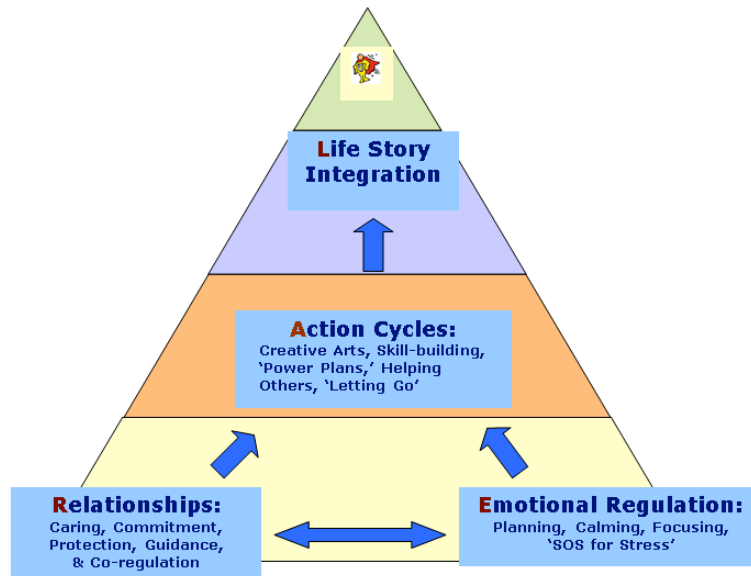 Life Story
Integration
Action Cycles:
Creative Arts, Skill-building,
‘Power Plans,’ Helping
Others, ‘Letting Go’
Relationships:
Caring, Commitment,
Protection, Guidance,
& Co-regulation
Emotional Regulation:
Planning, Calming, Focusing,
‘SOS for Stress’